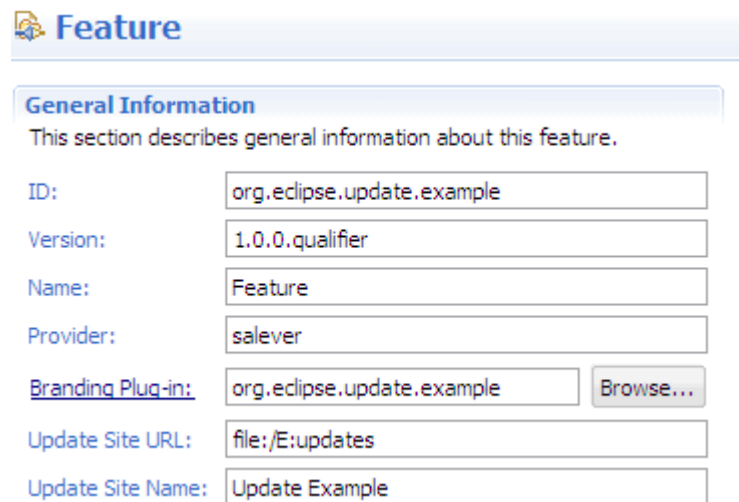 Feature
General Information
This section describes general information about this feature.
ID: org.eclipse.update.example
Version: 1.0.0.qualifier
Name: Feature
Provider: salever
Branding Plug-in: org.eclipse.update.example Browse...
Update Site URL: file:/E:updates
Update Site Name: Update Example